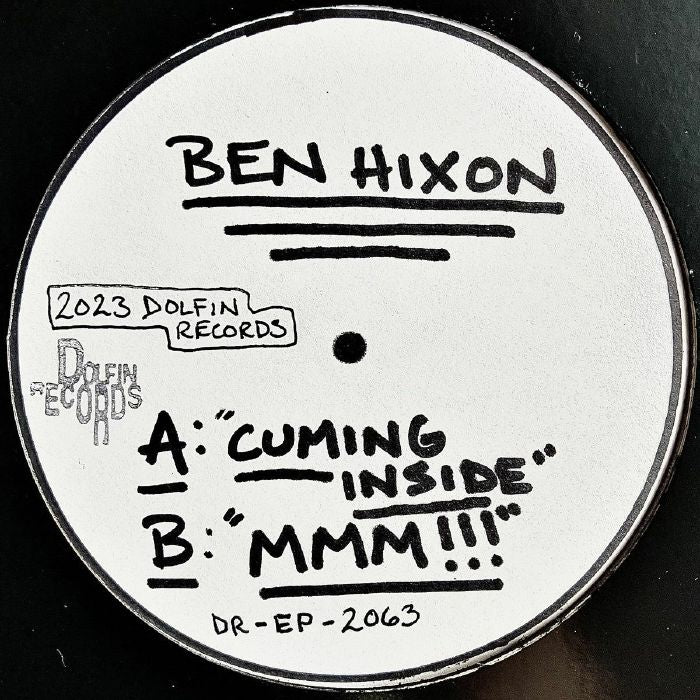 BEN HIXON
2023 DOLFIN
RECORDS
DOLFIN
RECORDS
A: "CUMING
INSIDE"
B: "MMM!!!"
DR-EP-2063